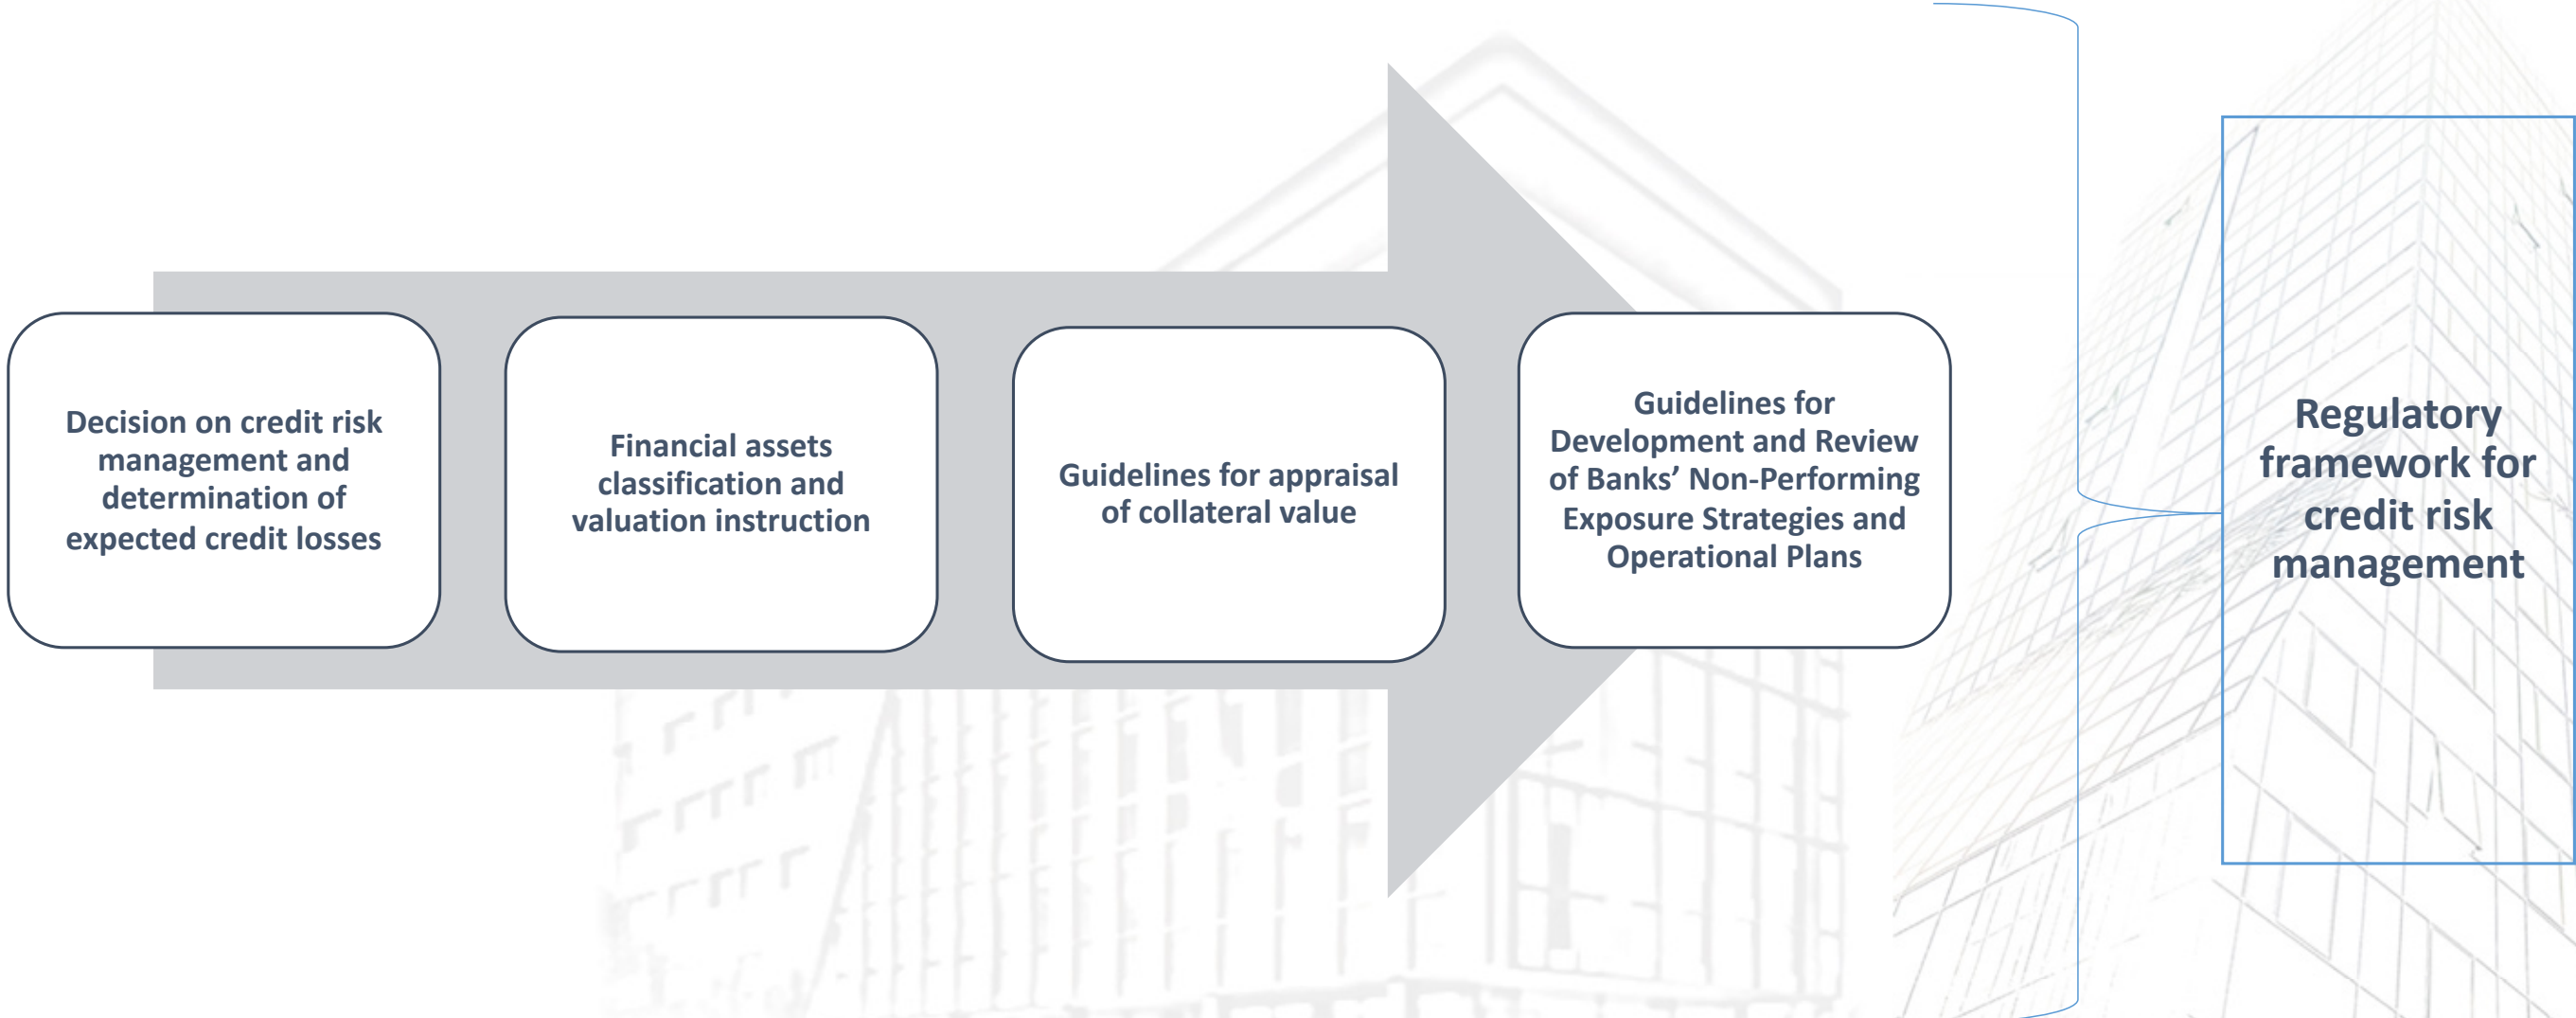 Decision on credit risk
management and
determination of
expected credit losses
Financial assets
classification and
valuation instruction
Guidelines for appraisal
of collateral value
Guidelines for
Development and Review
of Banks’ Non-Performing
Exposure Strategies and
Operational Plans
Regulatory
framework for
credit risk
management